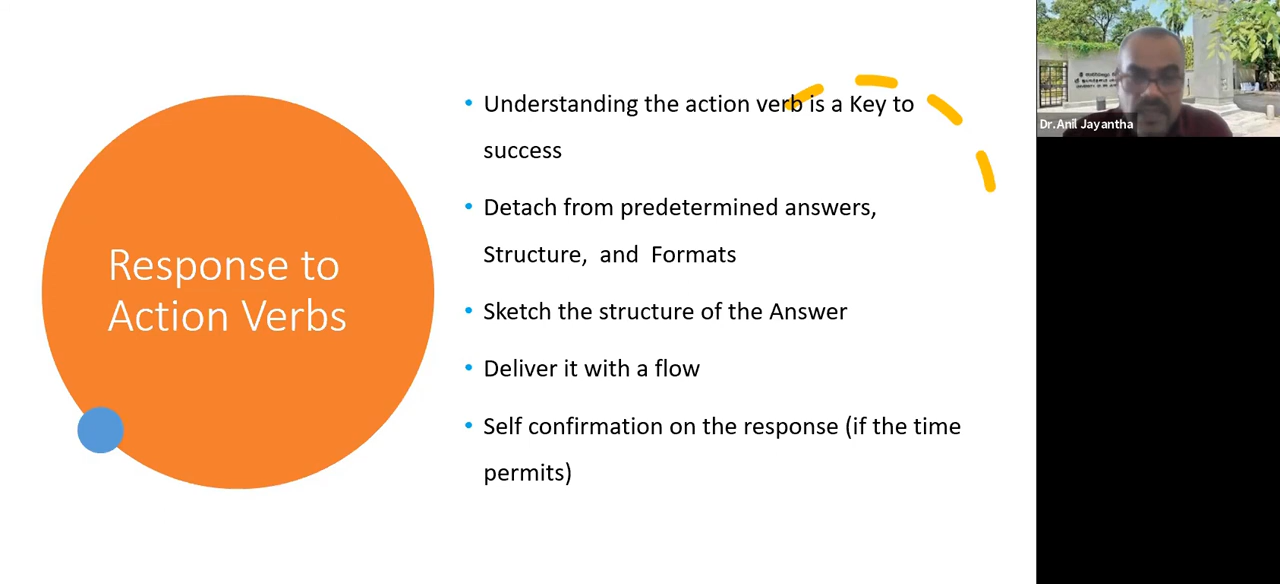 Response to
Action Verbs
Understanding the action verb is a Key to
success
Detach from predetermined answers,
Structure, and Formats
Sketch the structure of the Answer
Deliver it with a flow
Self confirmation on the response (if the time
permits)
Dr.Anil Jayantha